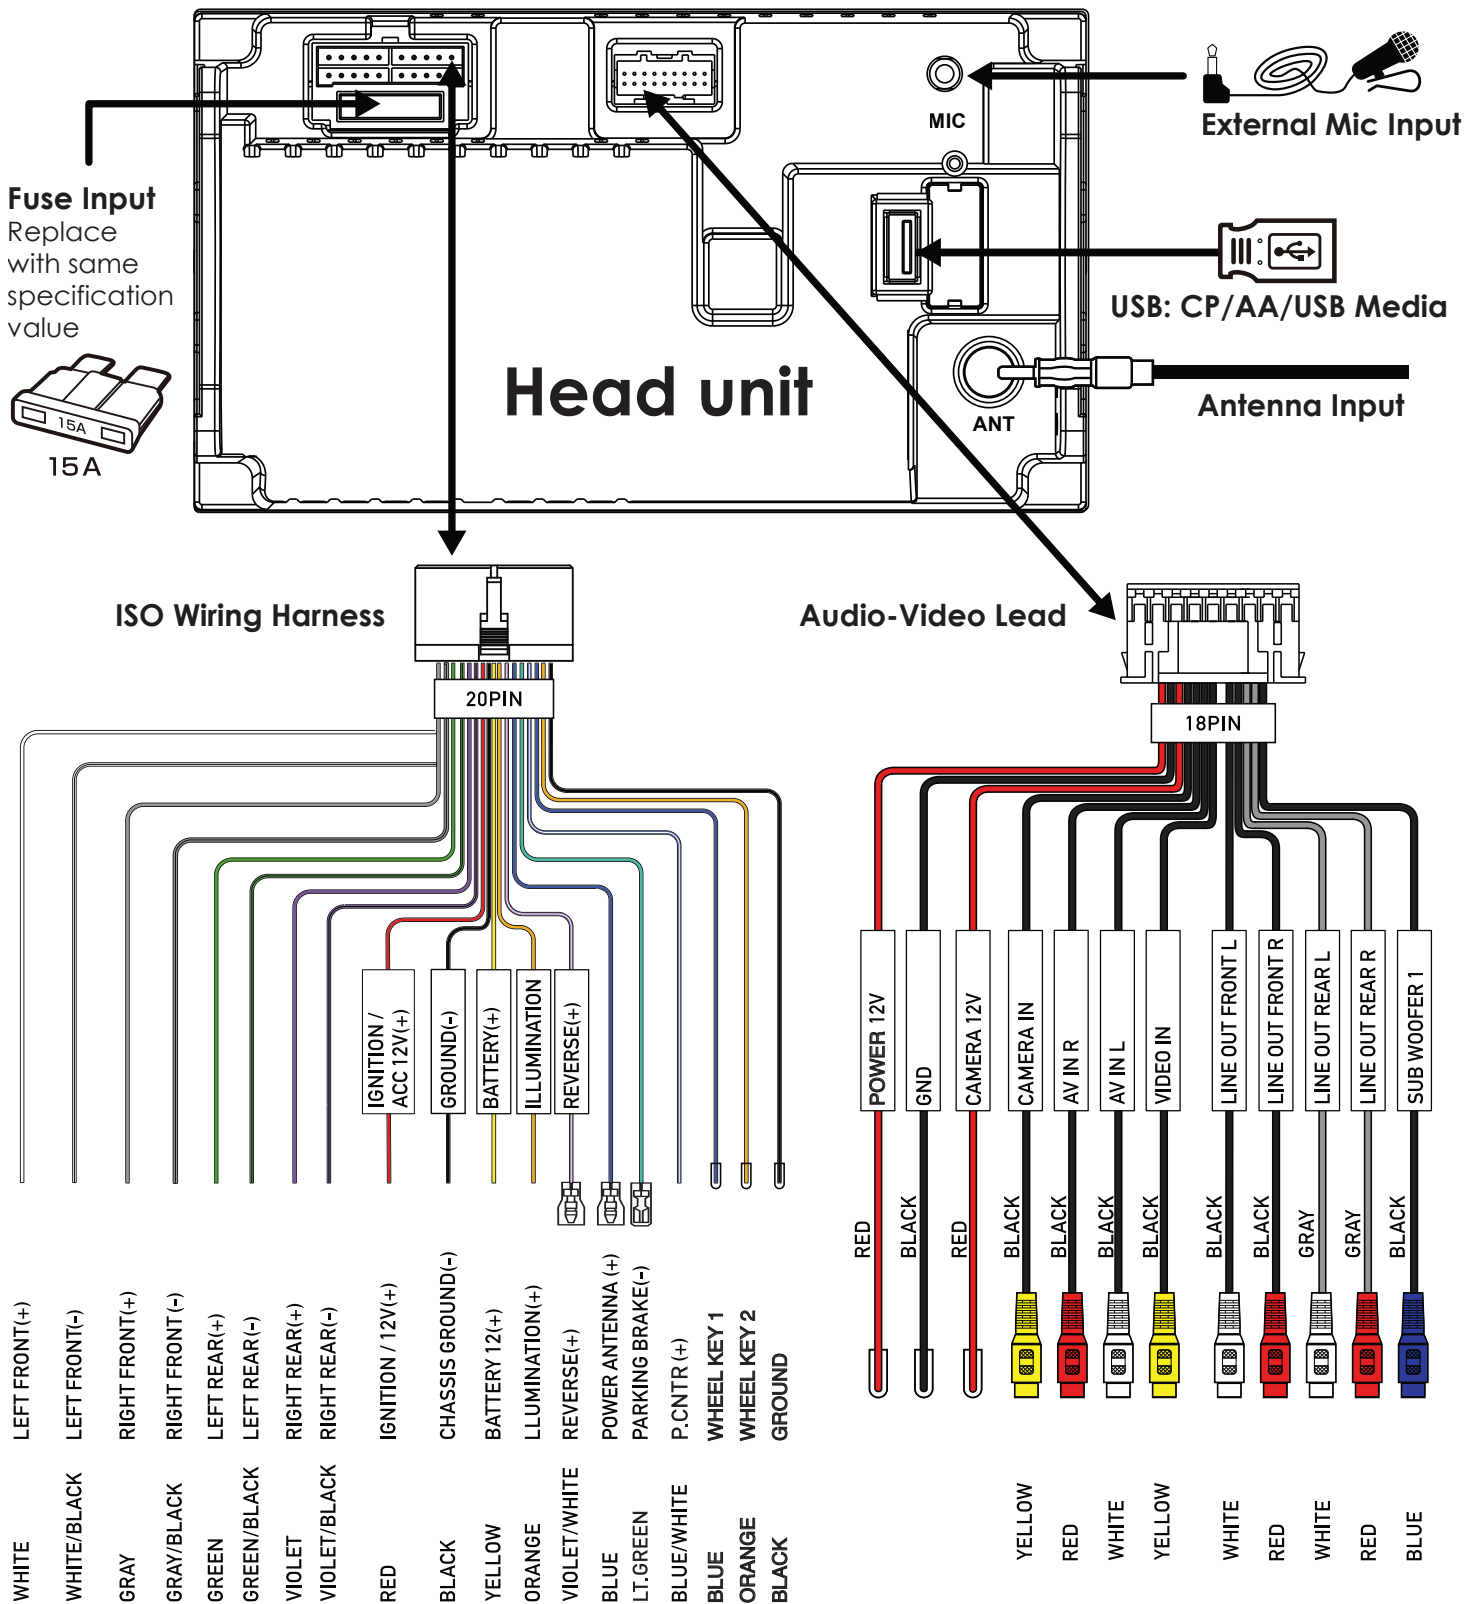 MIC
External Mic Input
Fuse Input
Replace
with same
specification
value
15A
15A
USB: CP/AA/USB Media
Head unit
ANT
Antenna Input
ISO Wiring Harness
Audio-Video Lead
20PIN
18PIN
IGNITION /
ACC 12V(+)
GROUND(-)
BATTERY(+)
ILLUMINATION
REVERSE(+)
POWER 12V
GND
CAMERA 12V
CAMERA IN
AV IN R
AV IN L
VIDEO IN
LINE OUT FRONT L
LINE OUT FRONT R
LINE OUT REAR L
LINE OUT REAR R
SUB WOOFER 1
RED
BLACK
RED
BLACK
BLACK
BLACK
BLACK
BLACK
BLACK
GRAY
GRAY
BLACK
LEFT FRONT(+)
LEFT FRONT(-)
RIGHT FRONT(+)
RIGHT FRONT(-)
LEFT REAR(+)
LEFT REAR(-)
RIGHT REAR(+)
RIGHT REAR(-)
IGNITION / 12V(+)
CHASSIS GROUND(-)
BATTERY 12(+)
LLUMINATION(+)
REVERSE(+)
POWER ANTENNA (+)
PARKING BRAKE(-)
P.CNTR (+)
WHEEL KEY 1
WHEEL KEY 2
GROUND
WHITE
WHITE/BLACK
GRAY
GRAY/BLACK
GREEN
GREEN/BLACK
VIOLET
VIOLET/BLACK
RED
BLACK
YELLOW
ORANGE
VIOLET/WHITE
BLUE
LT.GREEN
BLUE/WHITE
BLUE
ORANGE
BLACK
YELLOW
RED
WHITE
YELLOW
WHITE
RED
WHITE
RED
BLUE